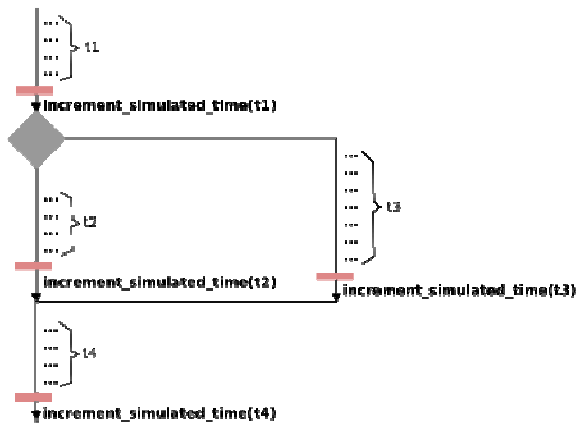 ...
...
...
...
t1
increment_simulated_time(t1)
...
...
...
...
t2
increment_simulated_time(t2)
...
...
...
...
...
...
...
t3
increment_simulated_time(t3)
...
...
...
...
t4
increment_simulated_time(t4)